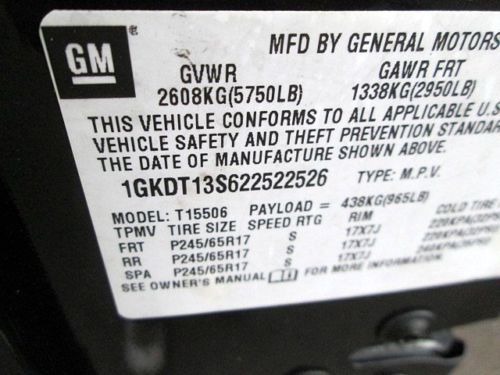 GM
MFD BY GENERAL MOTORS
GVWR GAWR FRT
2608KG(5750LB) 1338KG(2950LB)
THIS VEHICLE CONFORMS TO ALL APPLICABLE U.S
VEHICLE SAFETY AND THEFT PREVENTION STANDAR
DATE OF MANUFACTURE SHOWN ABOVE.
1GKDT13S622522526 TYPE: M.P.V.
MODEL: T15506 PAYLOAD = 438KG(965LB)
TPMV TIRE SIZE SPEED RTG RIM COLD TIRE
FRT P245/65R17 S 17X7J
RR P245/65R17 S 17X7J
SPA P245/65R17 S 17X7J
SEE OWNER'S MANUAL FOR MORE INFORMATION.